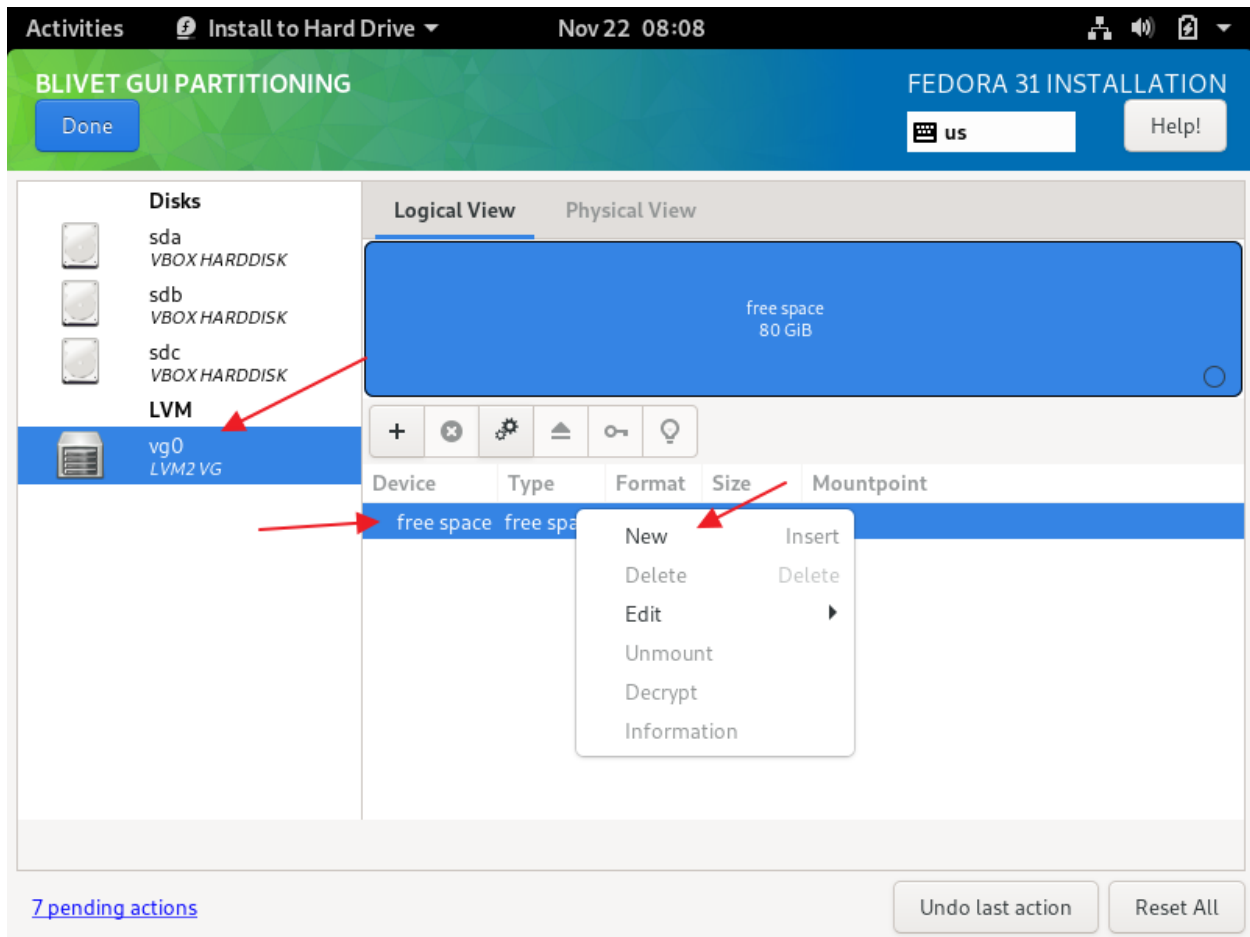 Activities Install to Hard Drive Nov 22 08:08
BLIVET GUI PARTITIONING
FEDORA 31 INSTALLATION
Done
us
Help!
Disks
sda
VBOX HARDDISK
sdb
VBOX HARDDISK
sdc
VBOX HARDDISK
LVM
vg0
LVM2 VG
Logical View Physical View
free space
80 GiB
Device Type Format Size Mountpoint
free space free spa
New Insert
Delete Delete
Edit
Unmount
Decrypt
Information
7 pending actions
Undo last action
Reset All